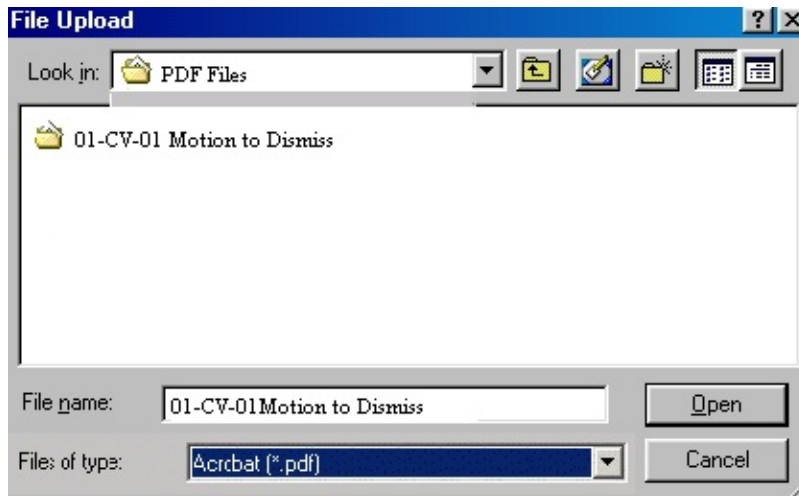 File Upload ? ×
Look in: PDF Files
01-CV-01 Motion to Dismiss
File name: 01-CV-01Motion to Dismiss Open
Files of type: Acrobat (*.pdf) Cancel